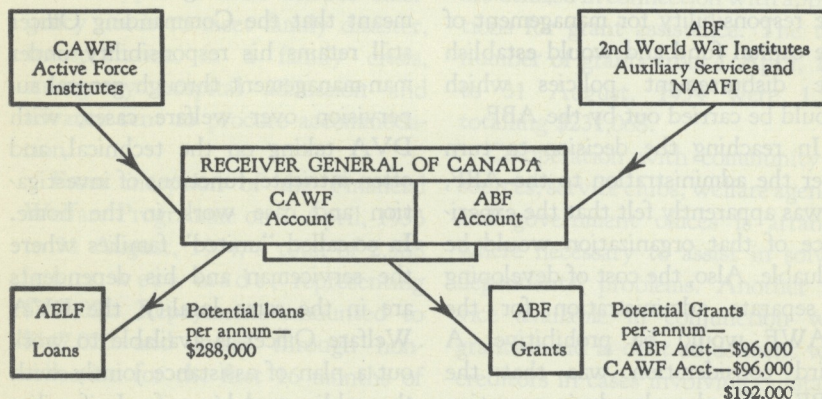 CAWF
Active Force
Institutes
ABF
2nd World War Institutes
Auxiliary Services and
NAAFI
RECEIVER GENERAL OF CANADA
CAWF
Account
ABF
Account
AELF
Loans
Potential loans
per annum—
$288,000
ABF
Grants
Potential Grants
per annum—
ABF Acct—$96,000
CAWF Acct—$96,000
$192,000